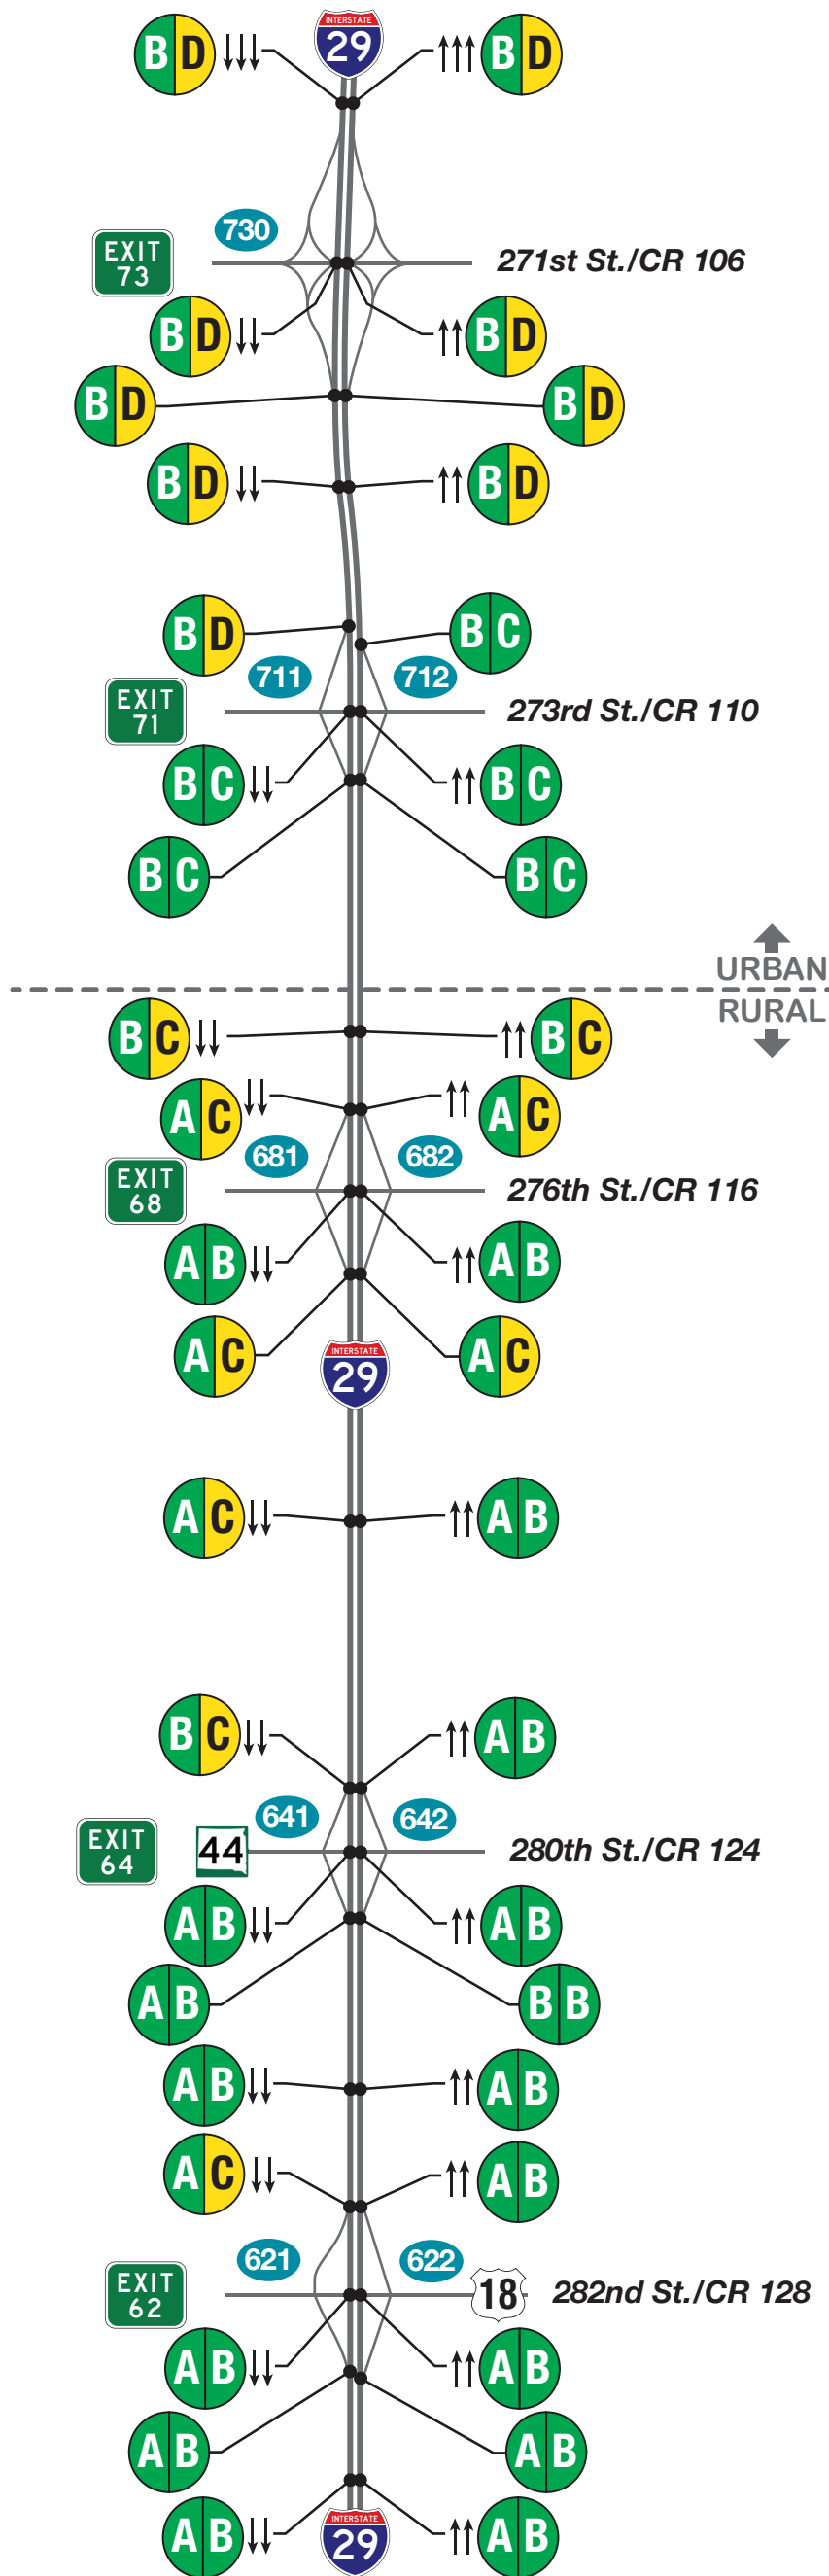 B D
INTERSTATE
29
B D
730
EXIT
73
271st St./CR 106
B D
B D
B D
B D
B D
B D
B D
B C
711
712
EXIT
71
273rd St./CR 110
B C
B C
B C
B C
URBAN
RURAL
B C
B C
A C
A C
681
682
EXIT
68
276th St./CR 116
A B
A B
A C
INTERSTATE
29
A C
A C
A B
B C
A B
641
642
EXIT
64
44
280th St./CR 124
A B
A B
A B
B B
A B
A B
A C
A B
621
622
EXIT
62
18
282nd St./CR 128
A B
A B
A B
A B
A B
INTERSTATE
29
A B